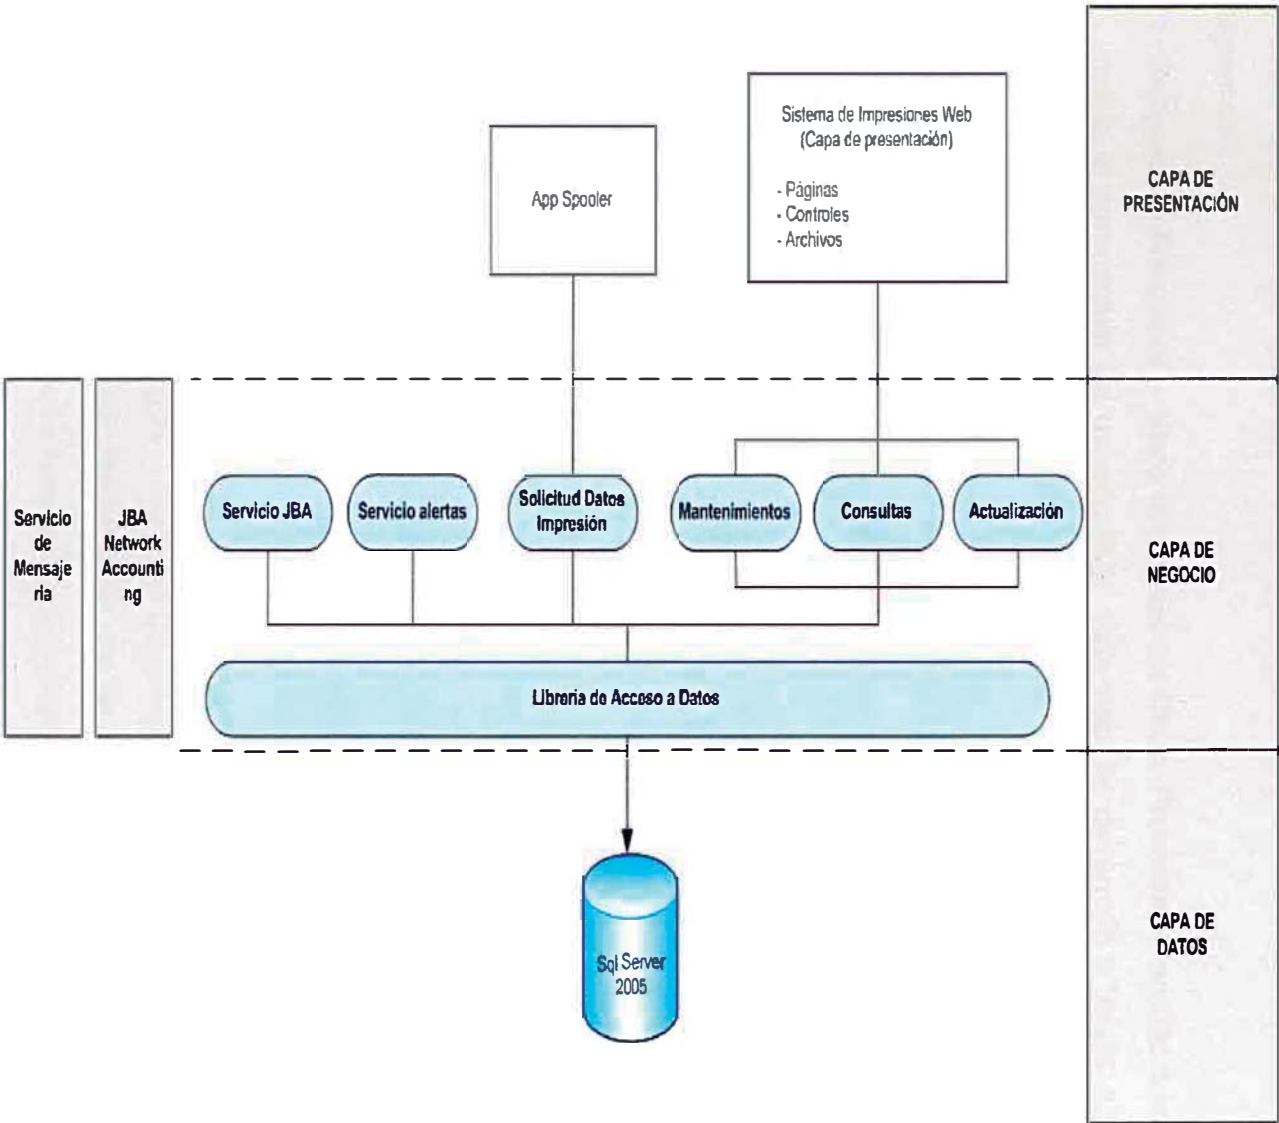 Sistema de Impresiones Web
(Capa de presentación)
- Páginas
- Controles
- Archivos
App Spooler
CAPA DE
PRESENTACIÓN
Servicio
de
Mensaje
ria
JBA
Network
Accounti
ng
Servicio JBA
Servicio alertas
Solicitud Datos
Impresión
Mantenimientos
Consultas
Actualización
CAPA DE
NEGOCIO
Libreria de Acceso a Datos
Sql Server
2005
CAPA DE
DATOS